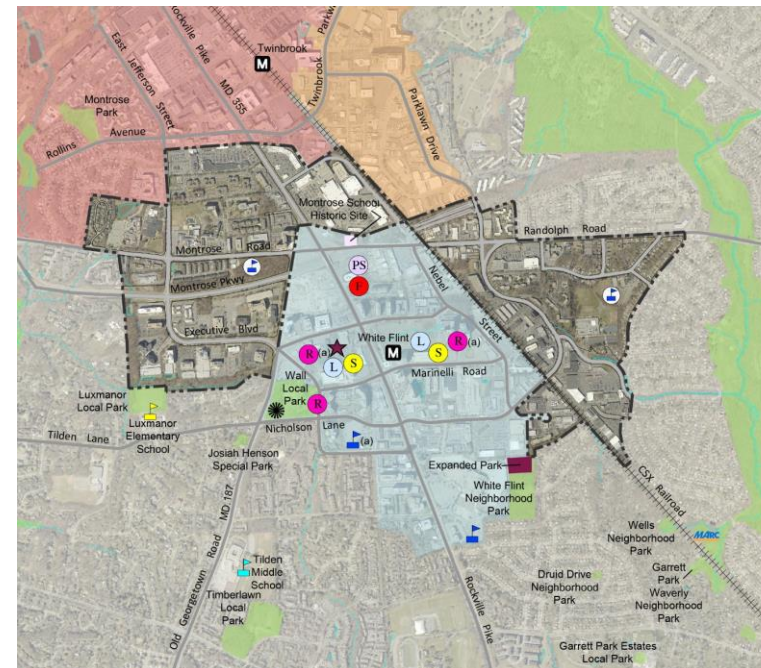 Twinbrook
M
Rockville Pike
MD 355
East Jefferson Street
Twinbrook
Parkway
Parklawn Drive
Montrose
Park
Rollins Avenue
Montrose School
Historic Site
Randolph Road
Montrose Road
Montrose Pkwy
PS
F
Nebel Street
Executive Blvd
White Flint
M
R (a)
L
S
L
S
R (a)
Marinelli Road
Wall
Local
Park
R
Luxmanor
Local Park
Luxmanor
Elementary
School
Tilden Lane
Nicholson Lane
(a)
Josiah Henson
Special Park
Expanded Park
White Flint
Neighborhood
Park
CSX Railroad
Old Georgetown Road MD 187
Tilden
Middle
School
Timberlawn
Local
Park
Rockville Pike
Wells
Neighborhood
Park
MARC
Garrett
Park
Waverly
Neighborhood
Park
Druid Drive
Neighborhood
Park
Garrett Park Estates
Local Park